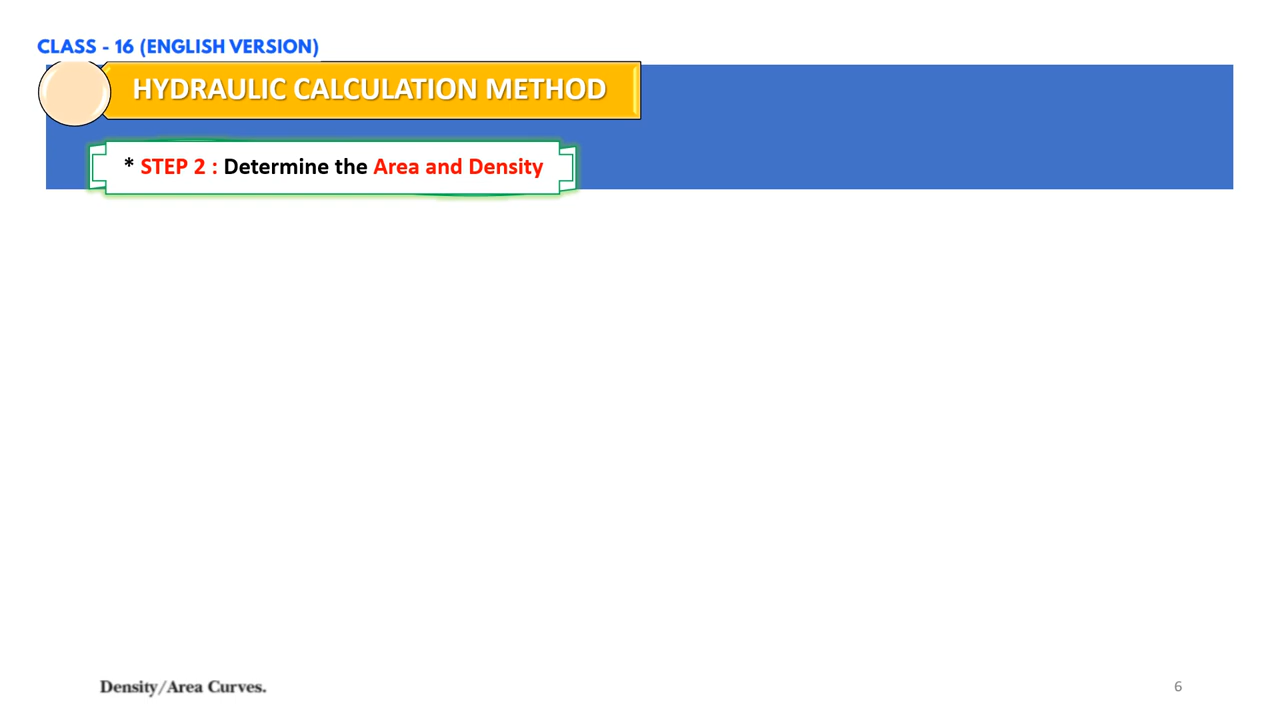 CLASS - 16 (ENGLISH VERSION)
HYDRAULIC CALCULATION METHOD
* STEP 2 : Determine the Area and Density
Density/Area Curves.
6